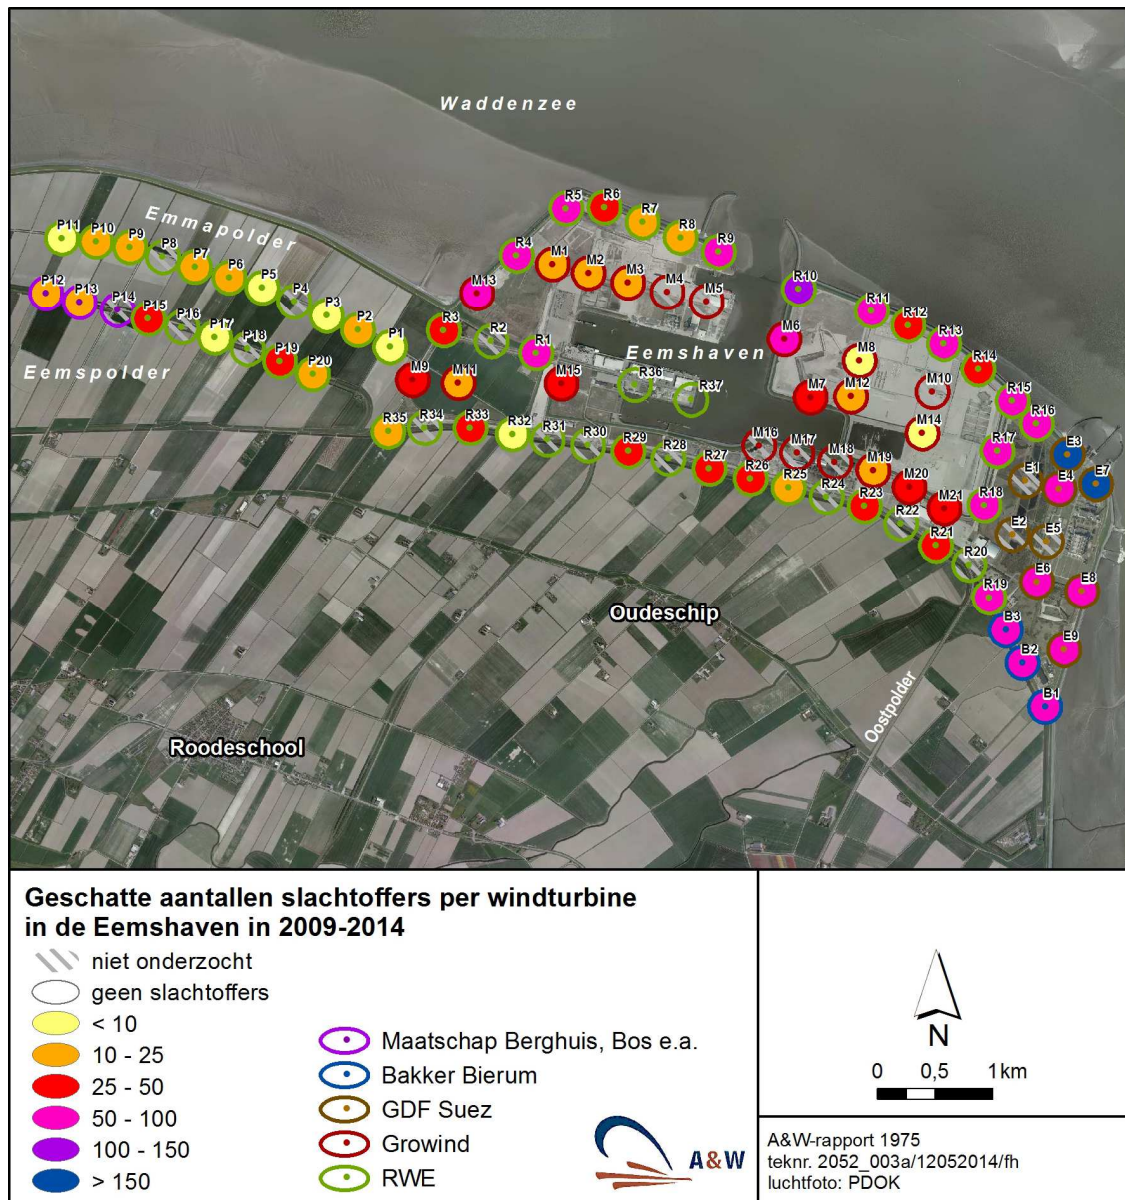 Waddenzee
Emmapolder
Eemspolder
Eemshaven
Oudeschip
Roodeschool
Oostpolder
P11
P10
P9
P8
P7
P6
P5
P4
P3
P2
P1
P12
P13
P14
P15
P16
P17
P18
P19
P20
R5
R6
R7
R8
R9
R4
M1
M2
M3
M4
M5
M13
R3
R2
R1
M9
M11
M15
R36
R37
R10
R11
R12
R13
R14
R15
R16
R17
R18
M6
M8
M7
M12
M10
M14
R35
R34
R33
R32
R31
R30
R29
R28
R27
R26
R25
R24
R23
R22
R21
R20
R19
M16
M17
M18
M19
M20
M21
E3
E1
E4
E7
E2
E5
E6
E8
E9
B3
B2
B1
Geschatte aantallen slachtoffers per windturbine
in de Eemshaven in 2009-2014
niet onderzocht
geen slachtoffers
< 10
10 - 25
25 - 50
50 - 100
100 - 150
> 150
Maatschap Berghuis, Bos e.a.
Bakker Bierum
GDF Suez
Growind
RWE
A&W
N
0 0,5 1 km
A&W-rapport 1975
teknr. 2052_003a/12052014/fh
luchtfoto: PDOK